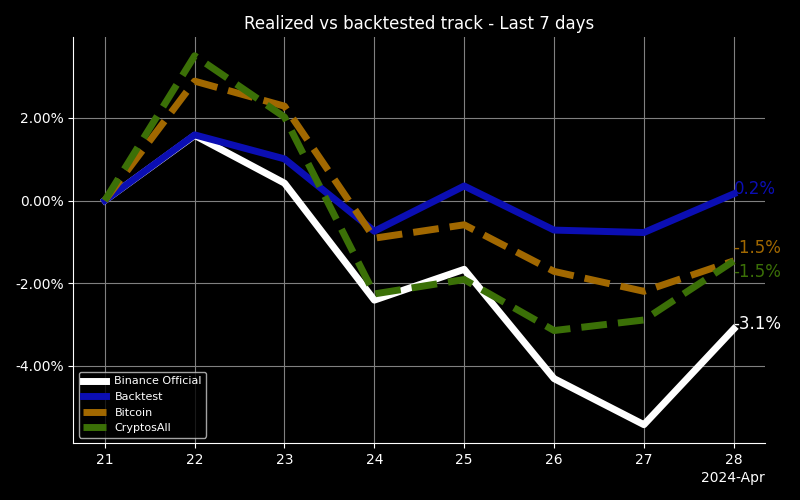 Realized vs backtested track - Last 7 days
2.00%
0.00%
-2.00%
-4.00%
0.2%
-1.5%
-1.5%
-3.1%
Binance Official
Backtest
Bitcoin
CryptosAll
21 22 23 24 25 26 27 28
2024-Apr